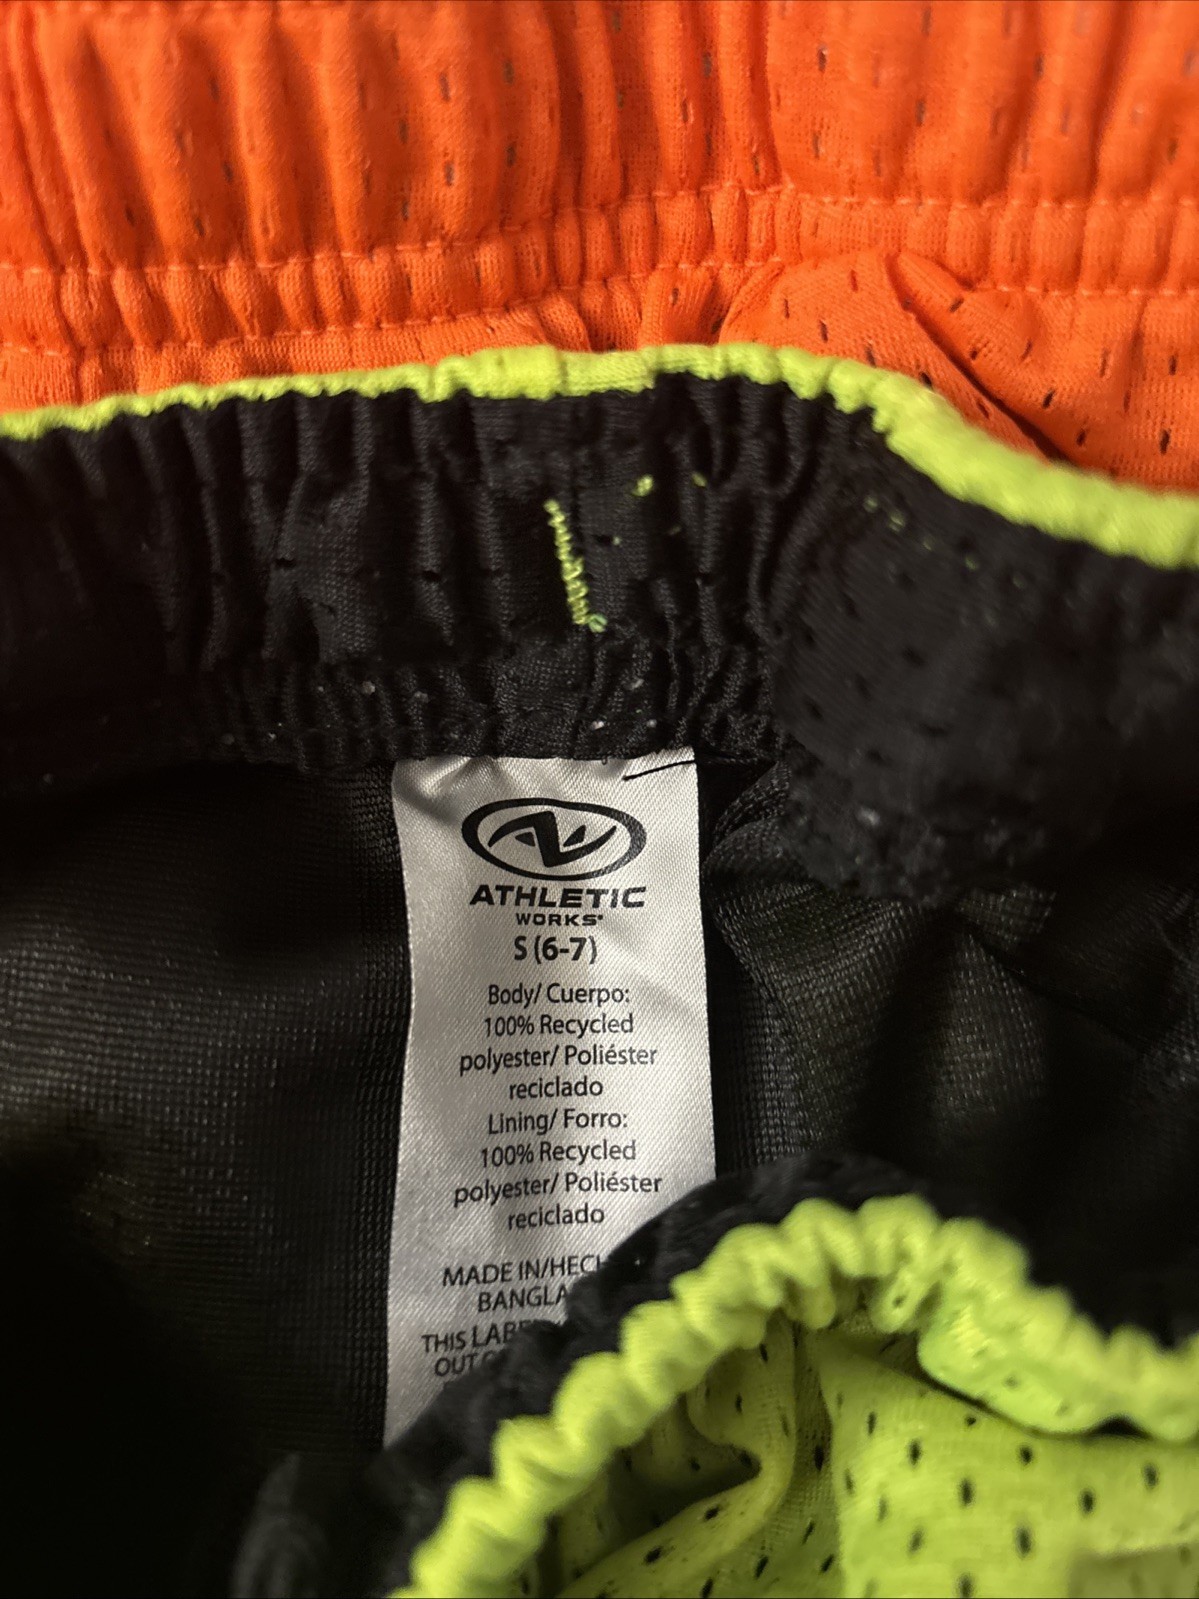 ATHLETIC
WORKS
S (6-7)
Body/ Cuerpo:
100% Recycled
polyester/ Poliéster
reciclado
Lining/ Forro:
100% Recycled
polyester/ Poliéster
reciclado
MADE IN/HECH
BANGLA
THIS LABE
OUT